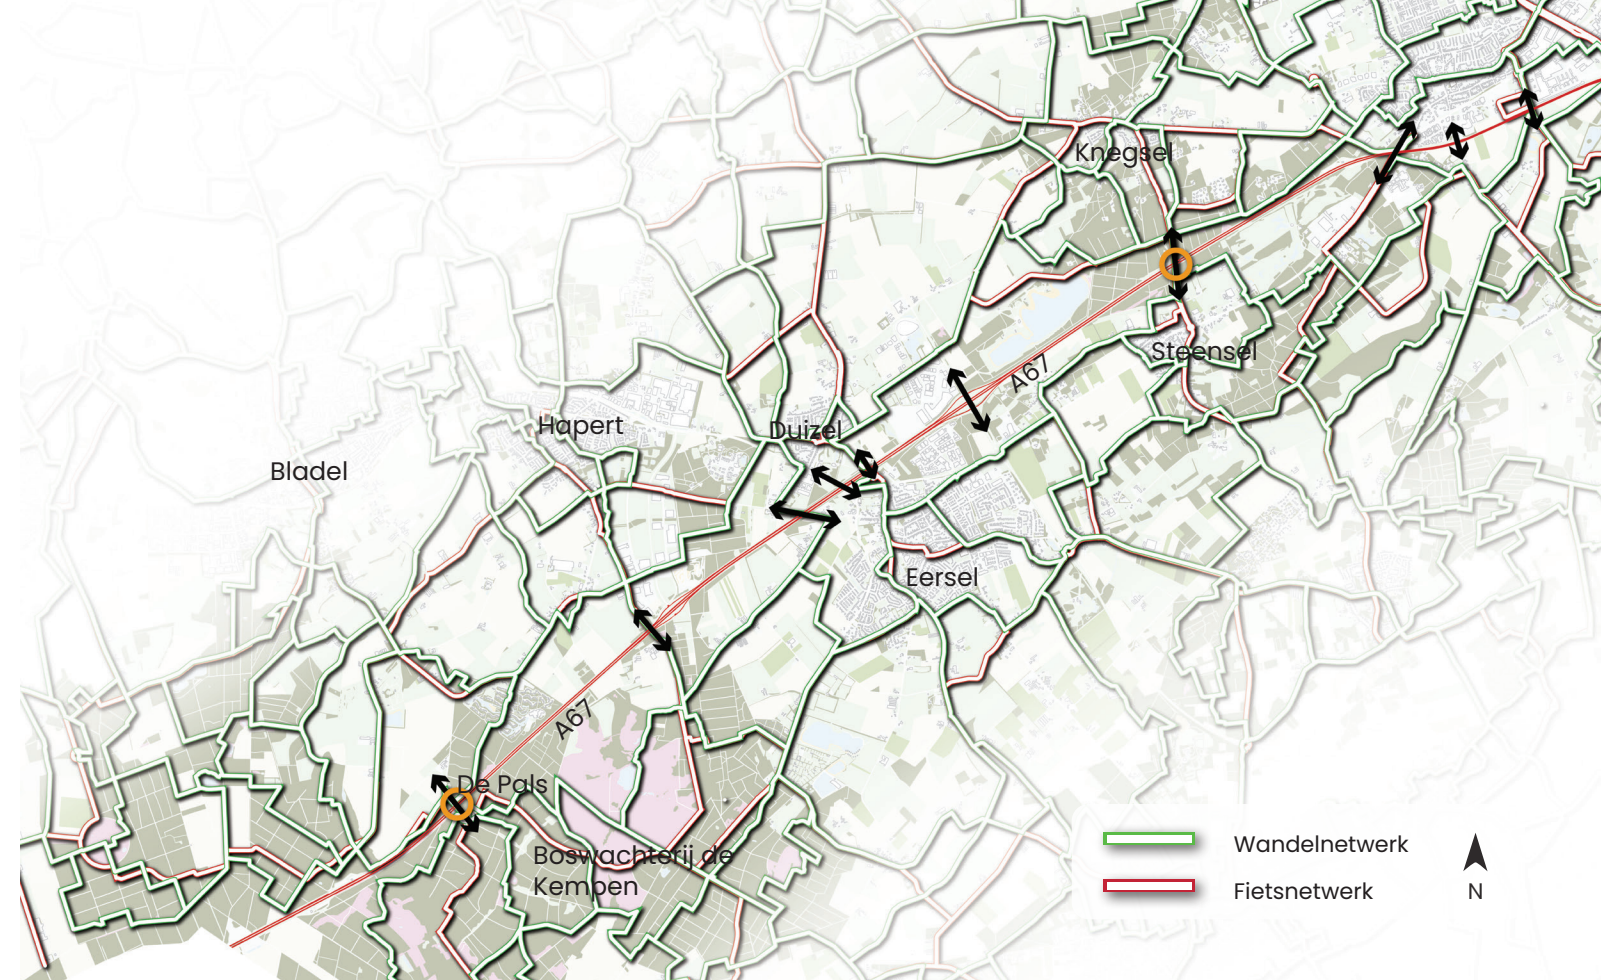 Knegsel
Steensel
A67
Hapert
Duizel
Bladel
Eersel
A67
De Pals
Boswachterij de
Kempen
Wandelnetwerk
Fietsnetwerk
N